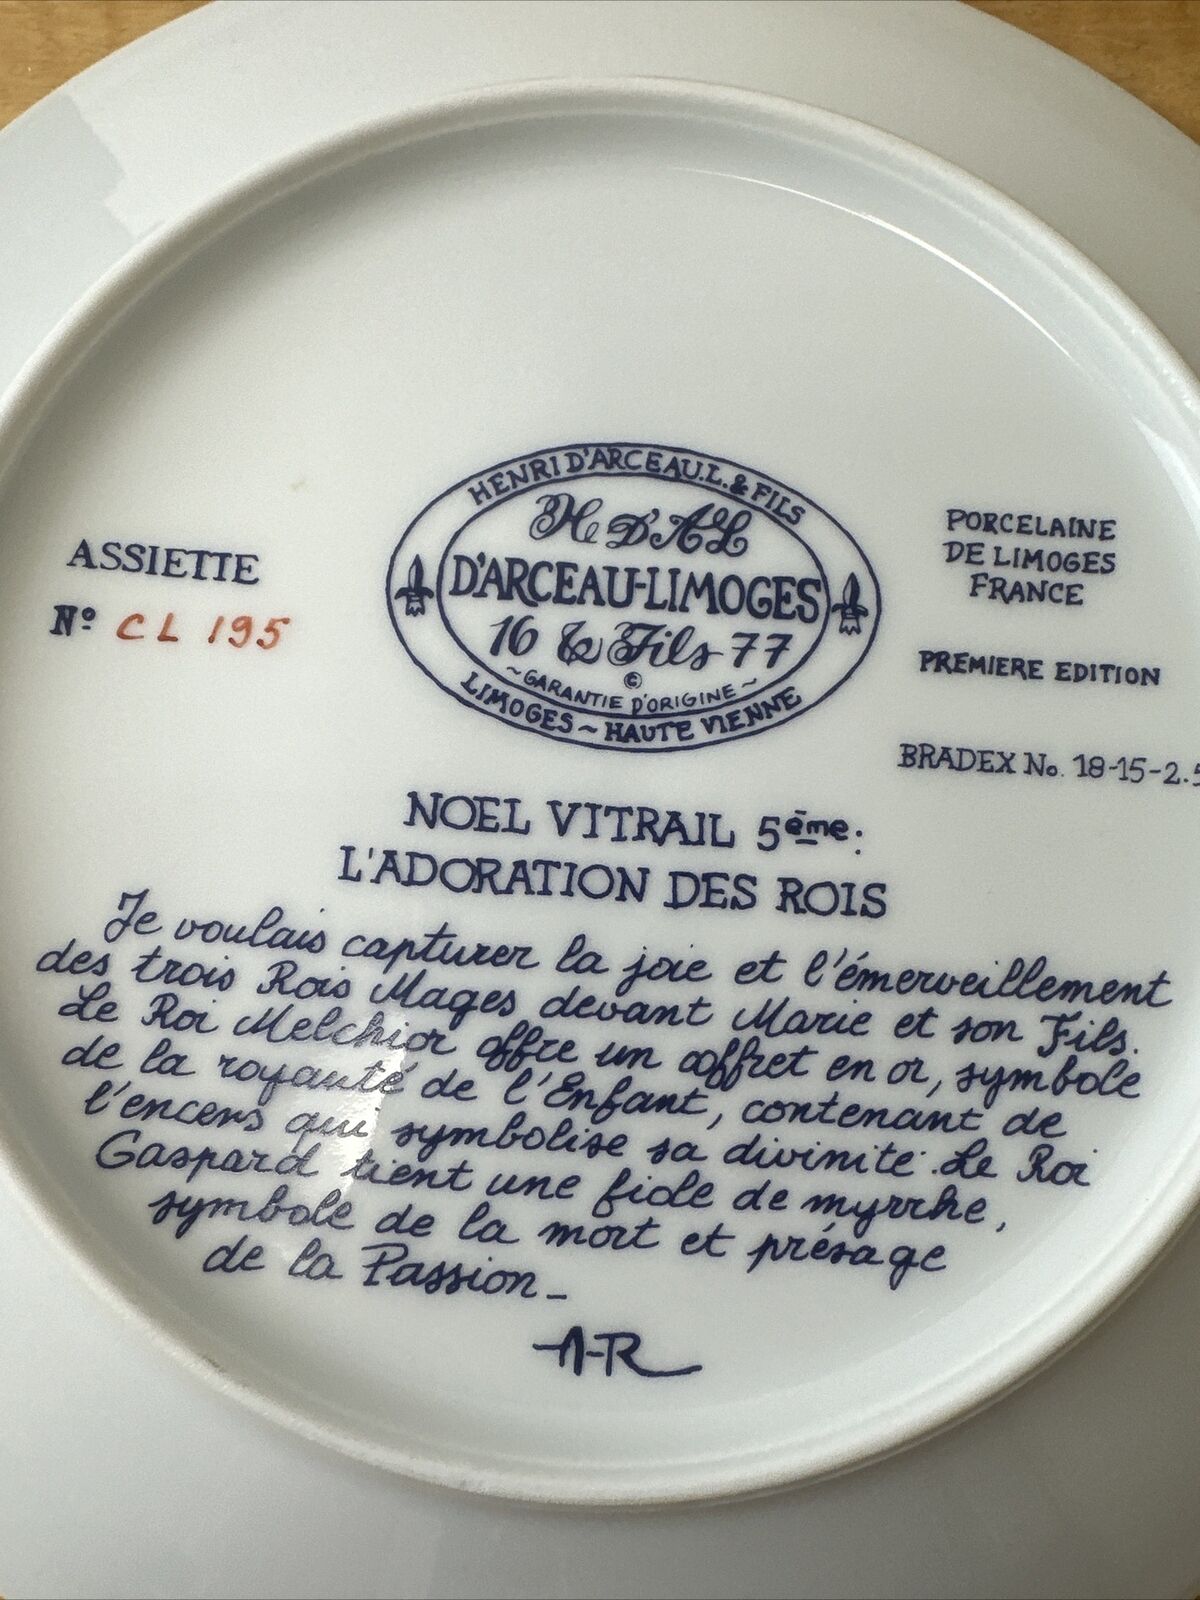 HENRI D'ARCEAU.L. & FILS
H D'AL
D'ARCEAU-LIMOGES
16 & Fils 77
©
~GARANTIE D'ORIGINE~
LIMOGES ~ HAUTE VIENNE
ASSIETTE
Nº CL 195
PORCELAINE
DE LIMOGES
FRANCE
PREMIERE EDITION
BRADEX No. 18-15-2.5
NOEL VITRAIL 5ème:
L'ADORATION DES ROIS
Je voulais capturer la joie et l'émerveillement
des trois Rois Mages devant Marie et son Fils.
Le Roi Melchior offre un coffret en or, symbole
de la royauté de l'Enfant, contenant de
l'encens qui symbolise sa divinité. Le Roi
Gaspard tient une fiole de myrrhe,
symbole de la mort et présage
de la Passion_
A-R